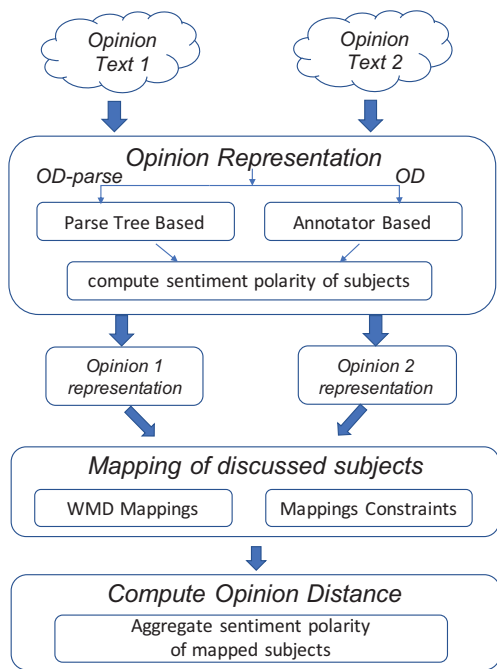 Opinion
Text 1
Opinion
Text 2
Opinion Representation
OD-parse
OD
Parse Tree Based
Annotator Based
compute sentiment polarity of subjects
Opinion 1
representation
Opinion 2
representation
Mapping of discussed subjects
WMD Mappings
Mappings Constraints
Compute Opinion Distance
Aggregate sentiment polarity
of mapped subjects